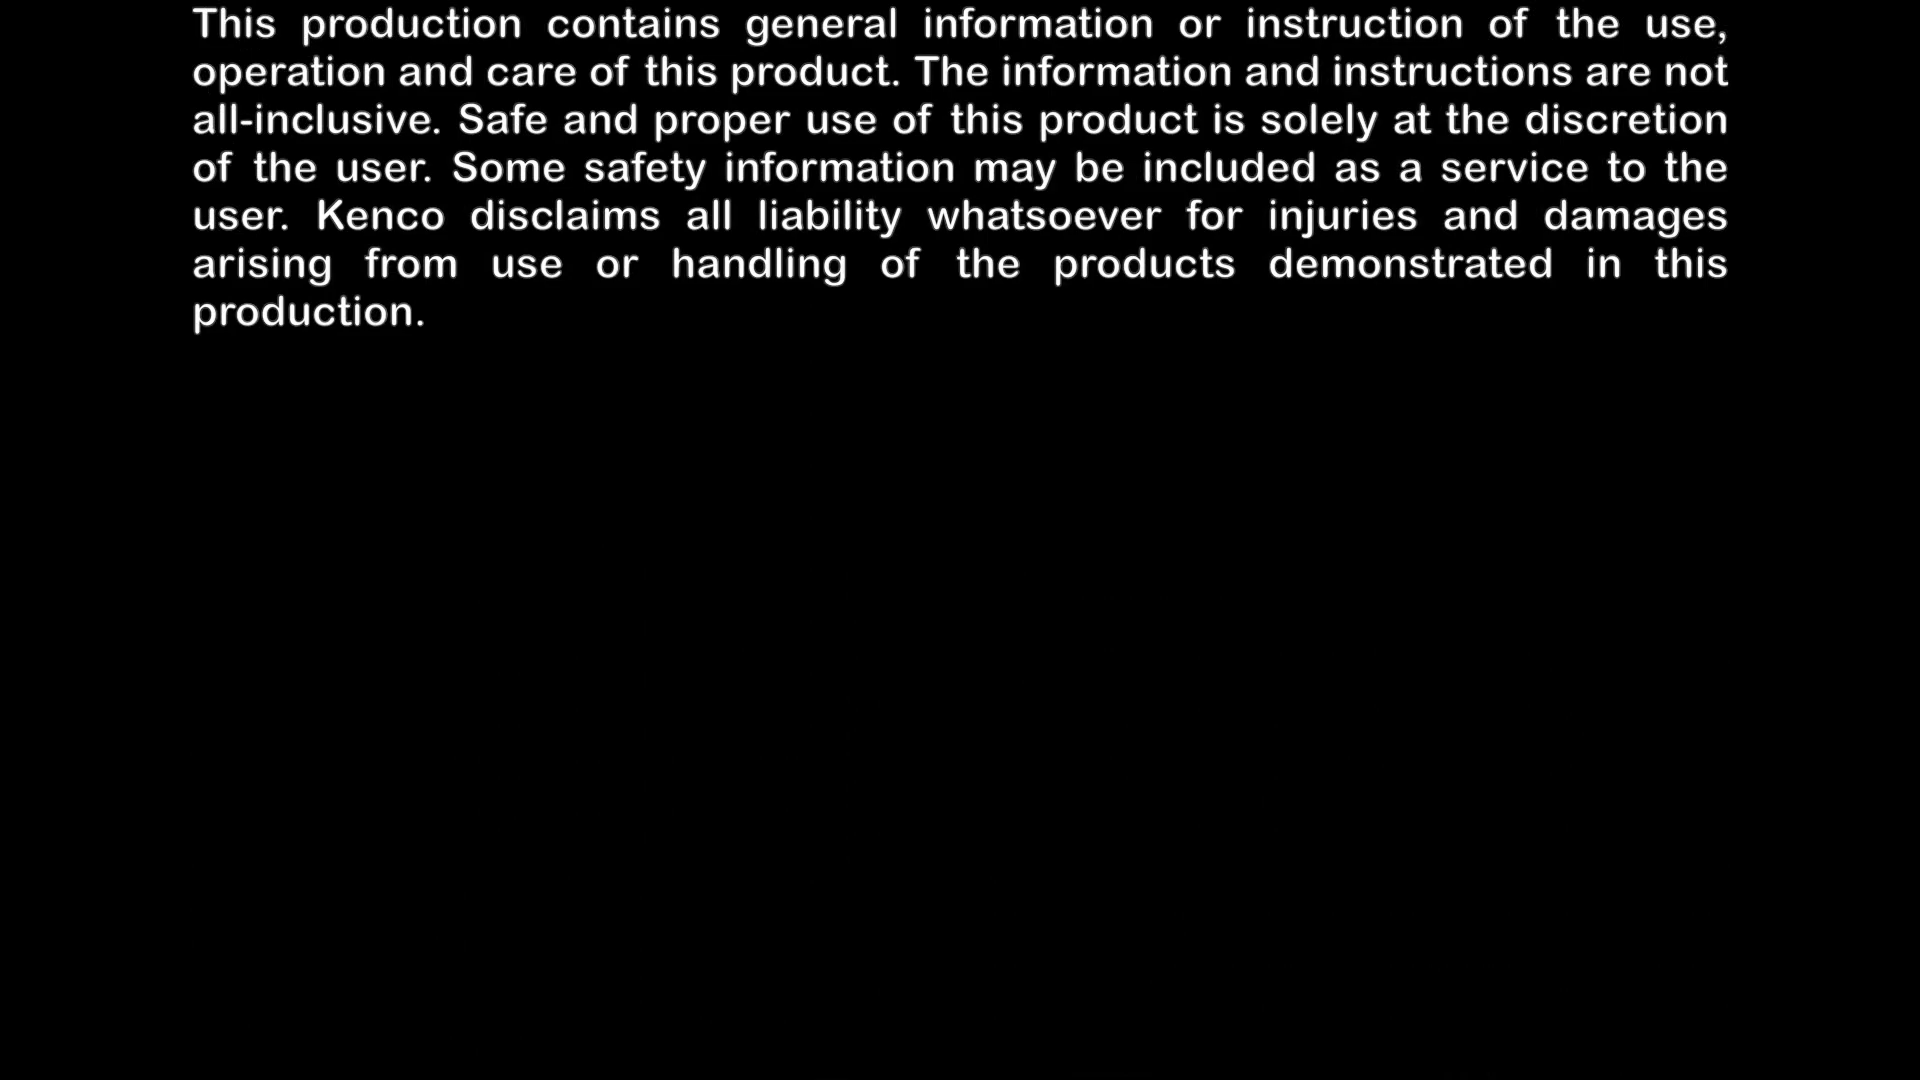 This production contains general information or instruction of the use,
operation and care of this product. The information and instructions are not
all-inclusive. Safe and proper use of this product is solely at the discretion
of the user. Some safety information may be included as a service to the
user. Kenco disclaims all liability whatsoever for injuries and damages
arising from use or handling of the products demonstrated in this
production.